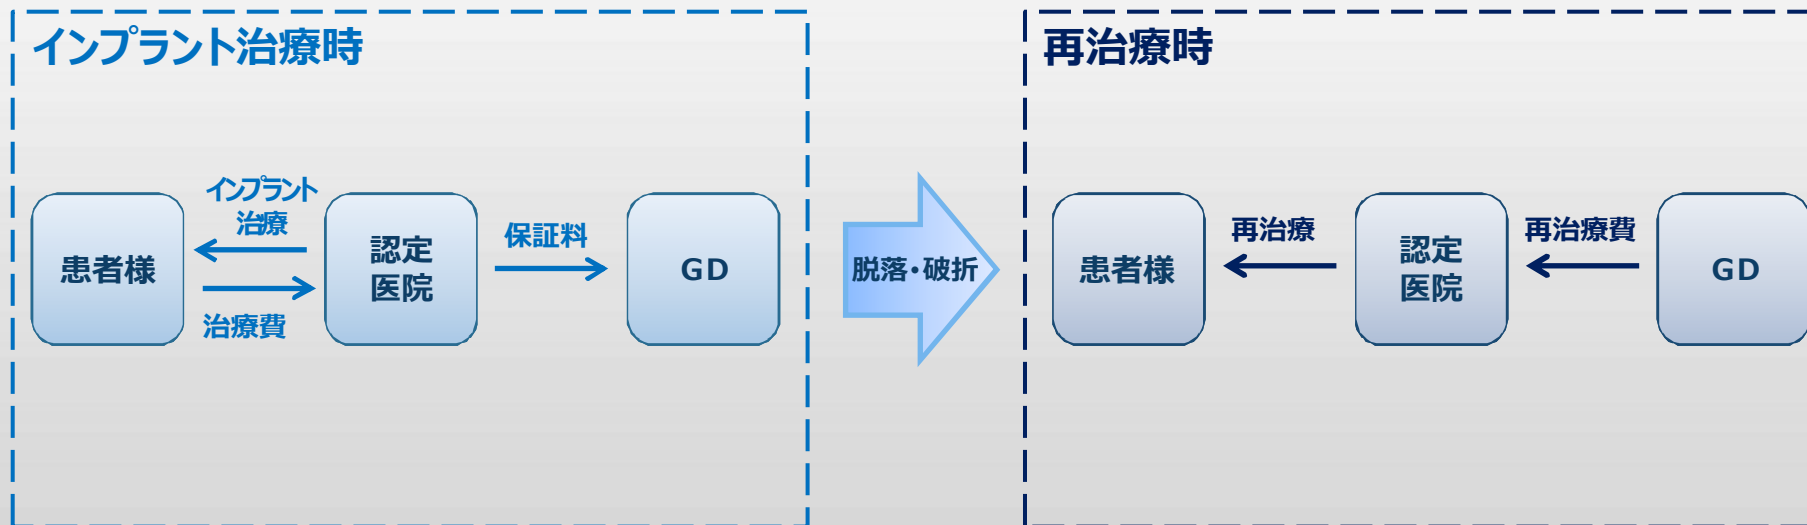 インプラント治療時
再治療時
インプラント
治療
患者様
治療費
認定
医院
保証料
GD
脱落・破折
患者様
再治療
認定
医院
再治療費
GD